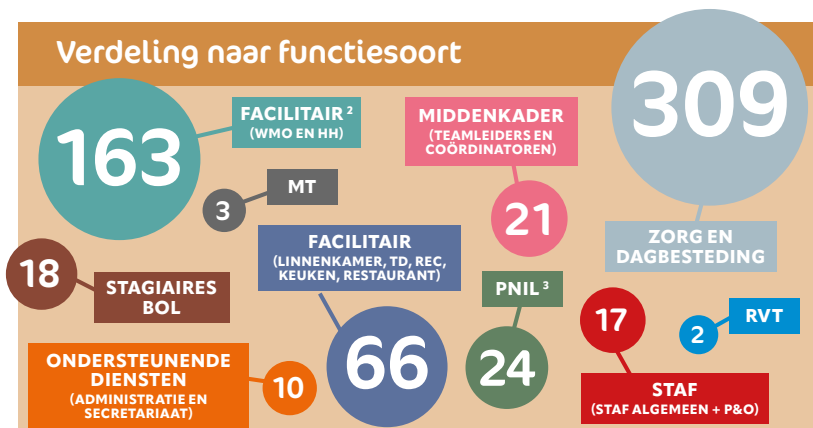 Verdeling naar functiesoort
309
ZORG EN
DAGBESTEDING
163
FACILITAIR ²
(WMO EN HH)
MIDDENKADER
(TEAMLEIDERS EN
COÖRDINATOREN)
21
3
MT
18
STAGIAIRES
BOL
FACILITAIR
(LINNENKAMER, TD, REC,
KEUKEN, RESTAURANT)
66
PNIL ³
24
17
STAF
(STAF ALGEMEEN + P&O)
2
RVT
ONDERSTEUNENDE
DIENSTEN
(ADMINISTRATIE EN
SECRETARIAAT)
10